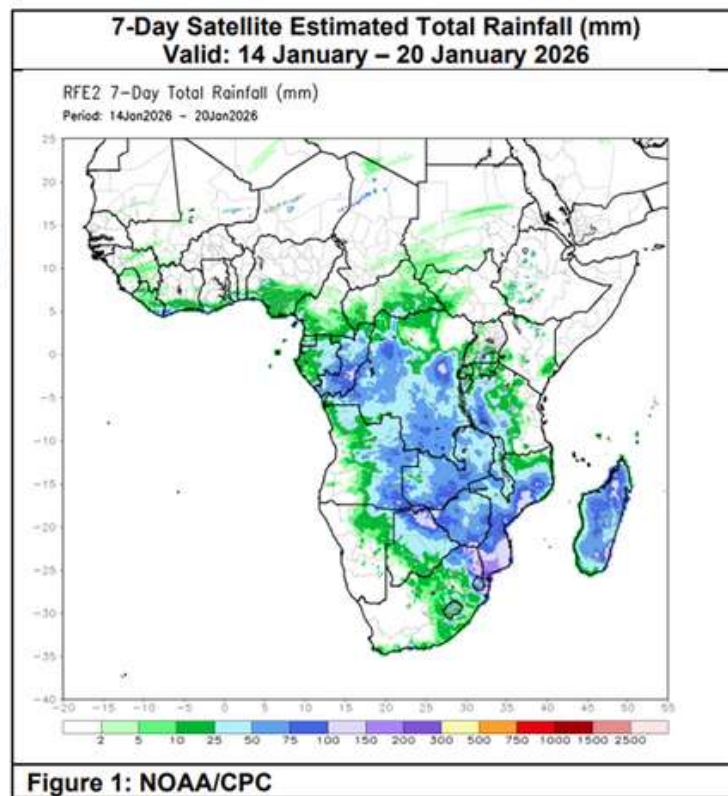 7-Day Satellite Estimated Total Rainfall (mm)
Valid: 14 January – 20 January 2026
RFE2 7-Day Total Rainfall (mm)
Period: 14Jan2026 – 20Jan2026
25
20
15
10
5
0
-5
-10
-15
-20
-25
-30
-35
-40
-20 -15 -10 -5 0 5 10 15 20 25 30 35 40 45 50 55
2 5 10 25 50 75 100 150 200 300 500 750 1000 1500 2500
Figure 1: NOAA/CPC